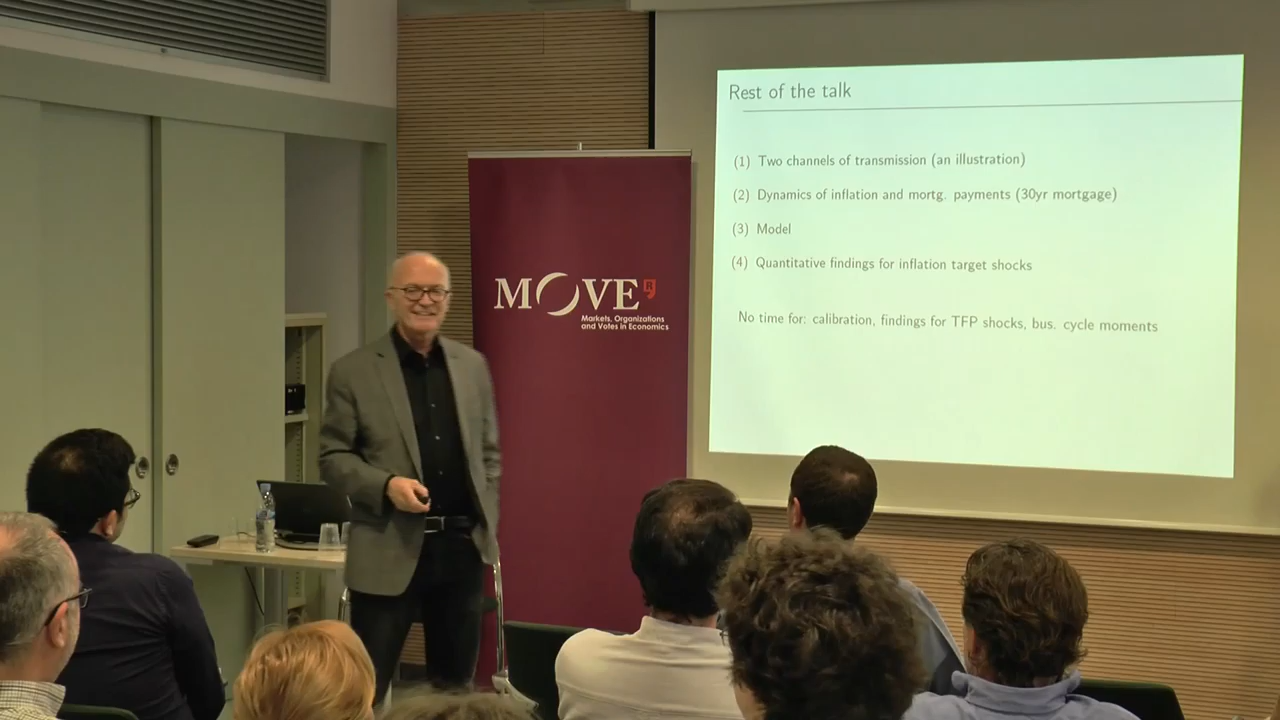 MOVE R
Markets, Organizations
and Votes in Economics
Rest of the talk
(1) Two channels of transmission (an illustration)
(2) Dynamics of inflation and mortg. payments (30yr mortgage)
(3) Model
(4) Quantitative findings for inflation target shocks
No time for: calibration, findings for TFP shocks, bus. cycle moments